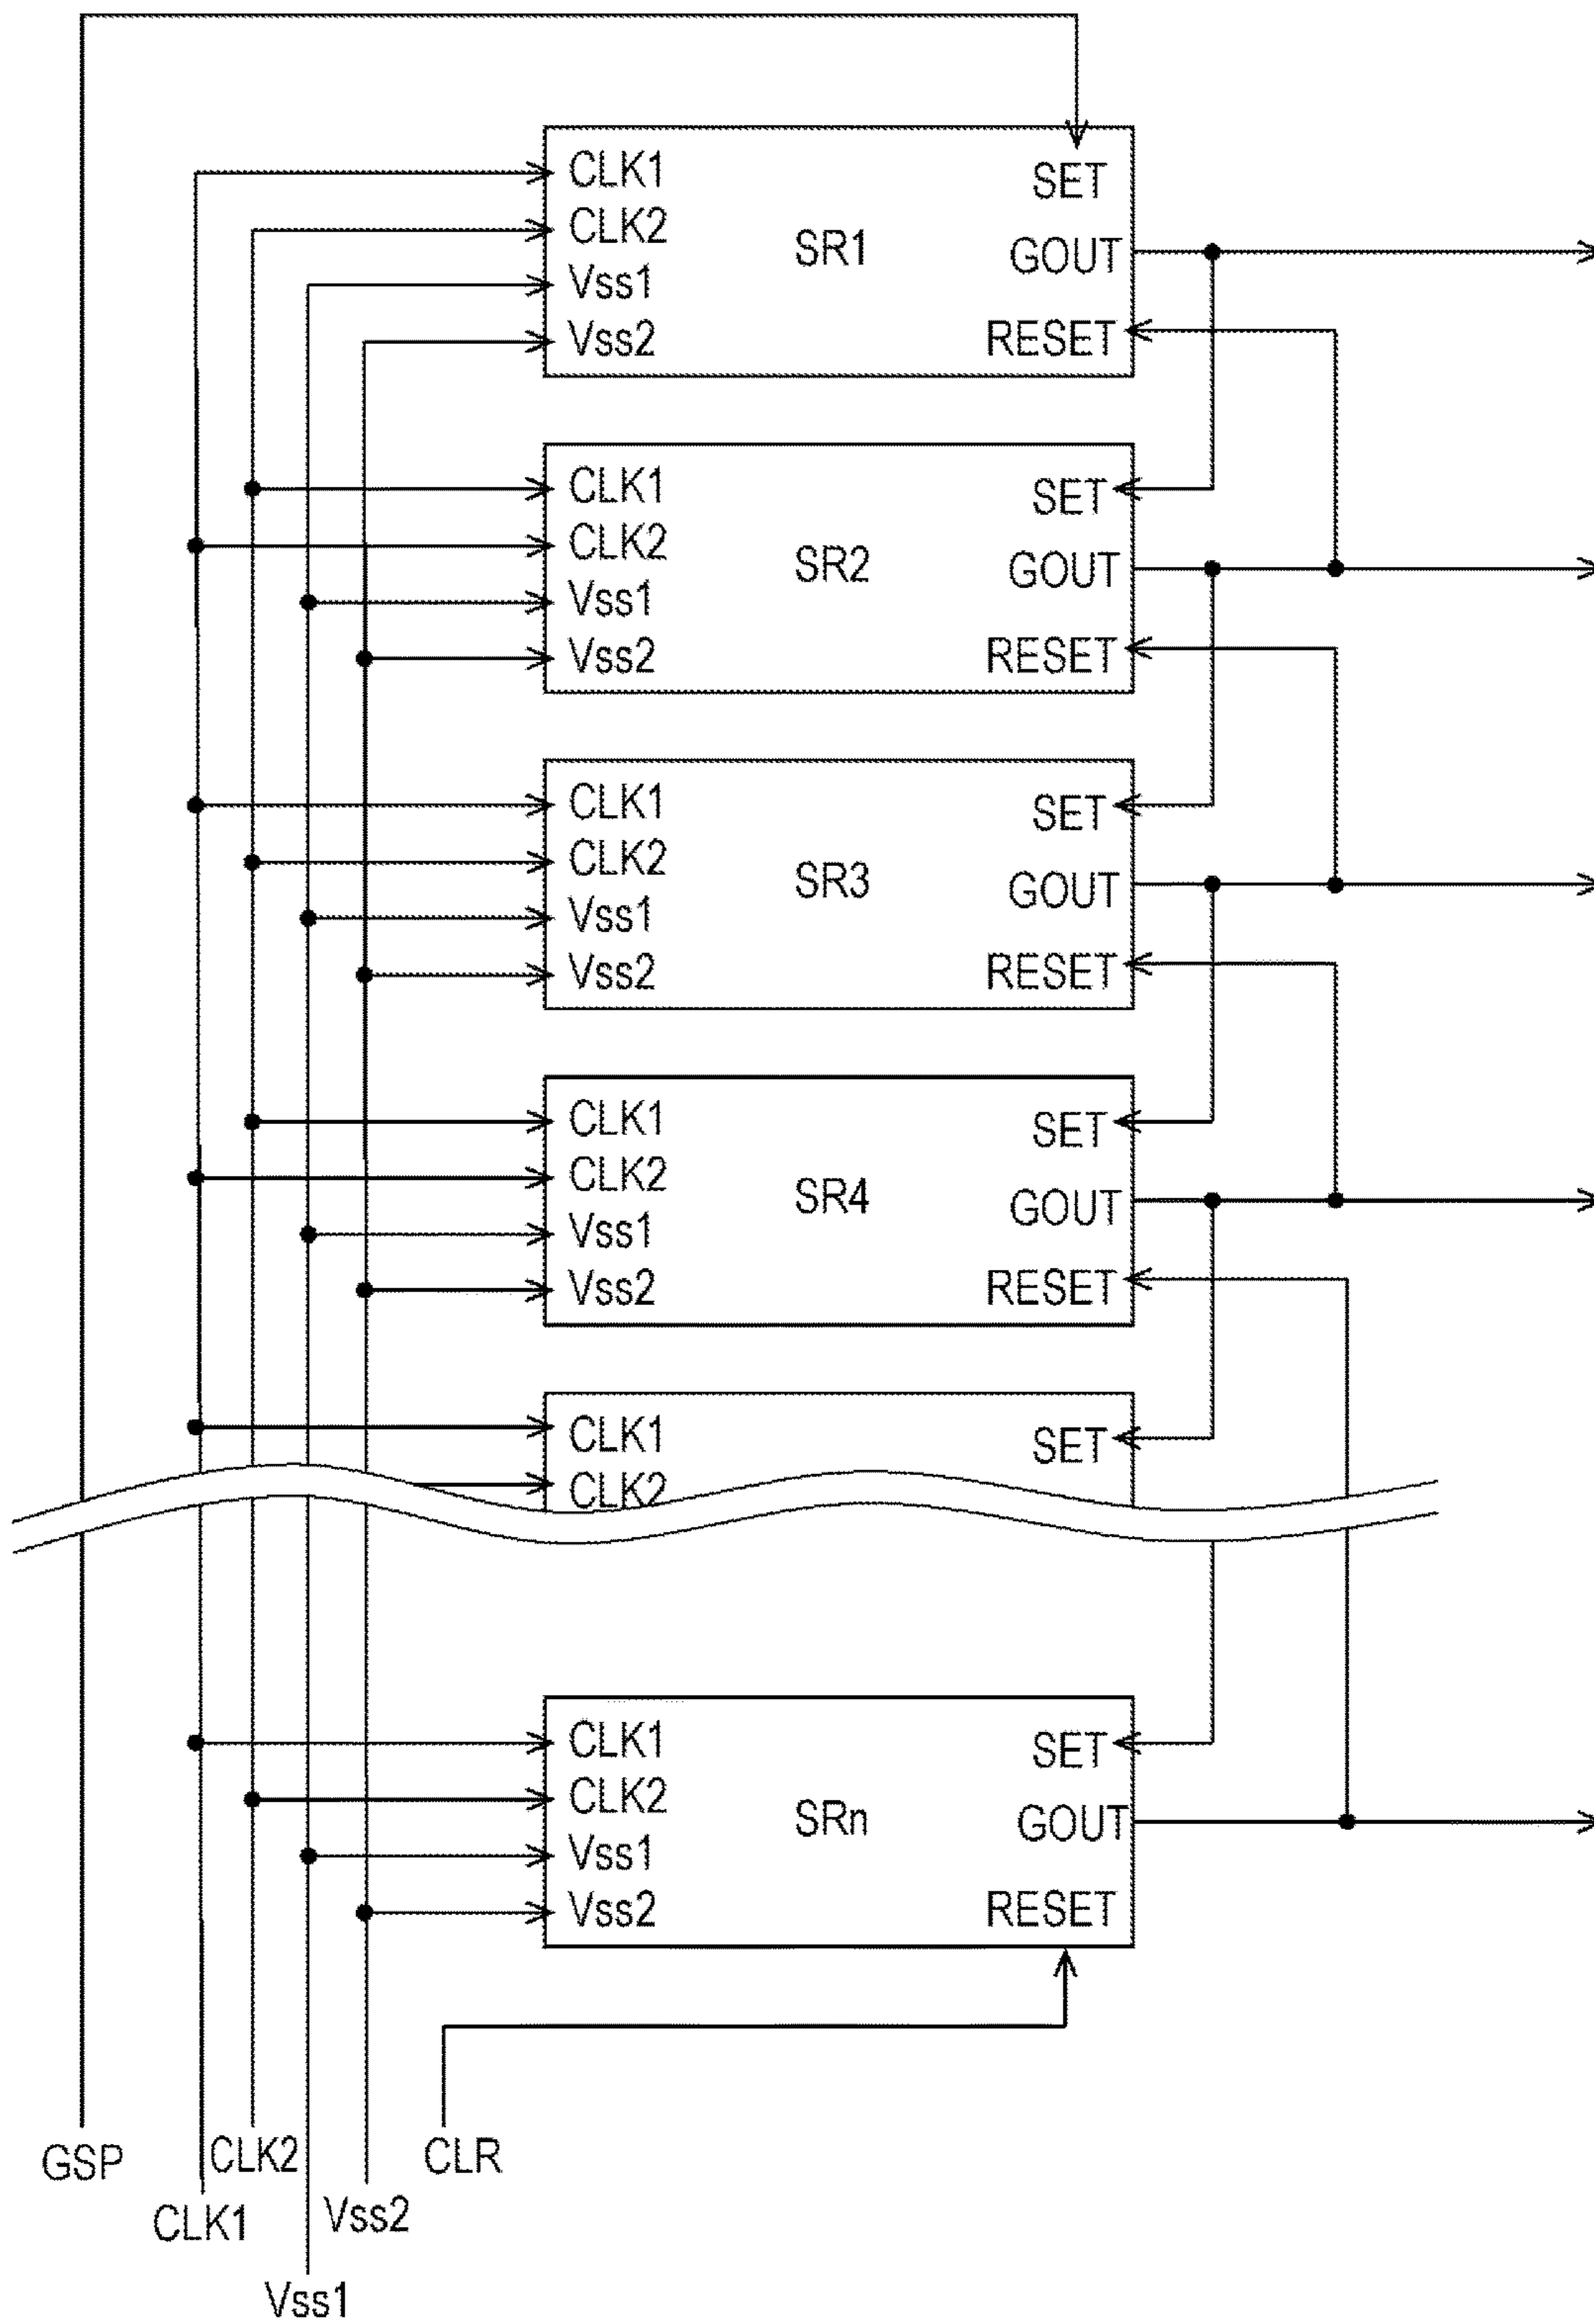 CLK1
SET
CLK2
SR1
GOUT
Vss1
Vss2
RESET
CLK1
SET
CLK2
SR2
GOUT
Vss1
Vss2
RESET
CLK1
SET
CLK2
SR3
GOUT
Vss1
Vss2
RESET
CLK1
SET
CLK2
SR4
GOUT
Vss1
Vss2
RESET
CLK1
SET
CLK2
CLK1
SET
CLK2
SRn
GOUT
Vss1
Vss2
RESET
GSP
CLK2
CLR
CLK1
Vss2
Vss1